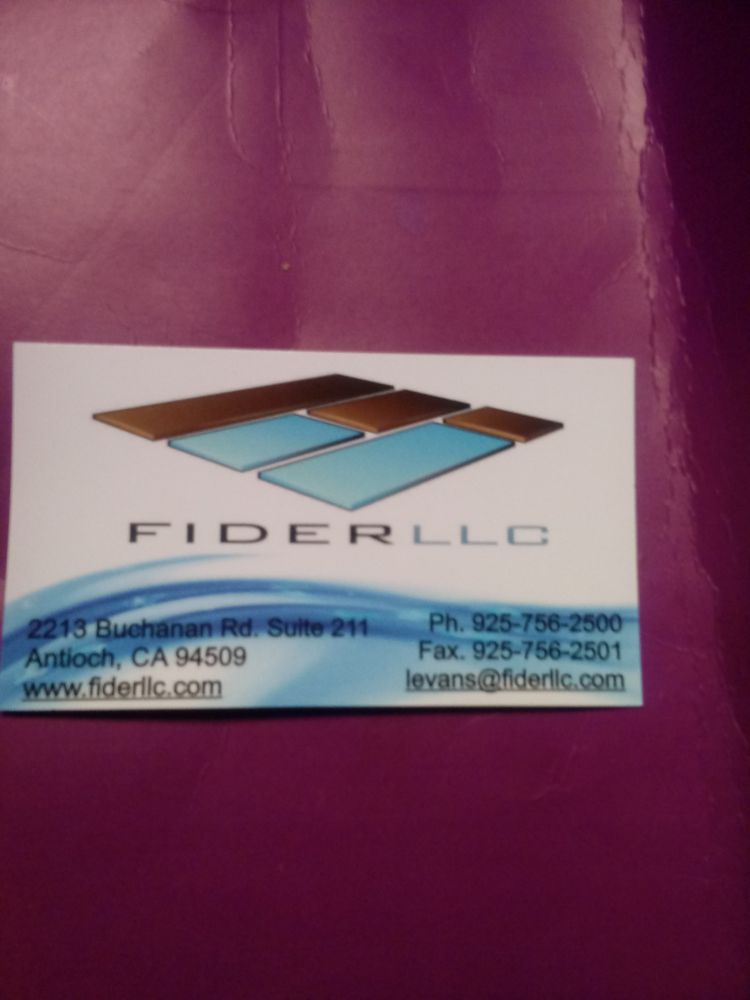 FIDERLLC
2213 Buchanan Rd. Suite 211
Antioch, CA 94509
www.fiderllc.com
Ph. 925-756-2500
Fax. 925-756-2501
levans@fiderllc.com